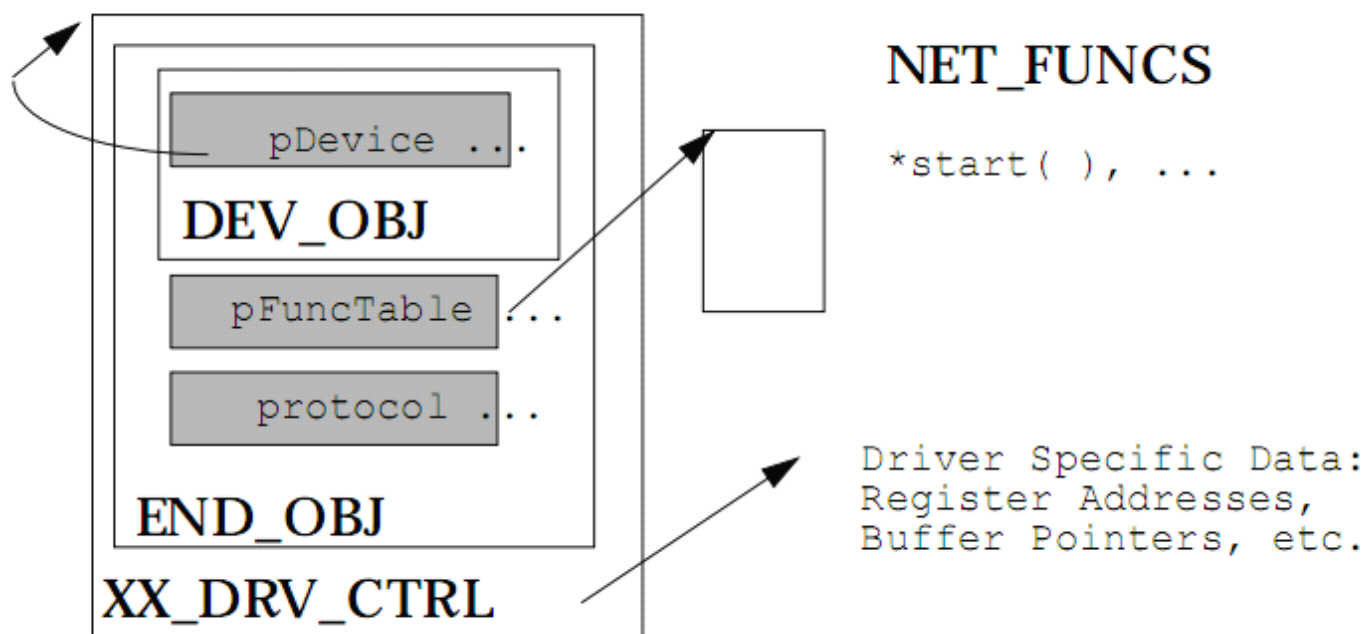 pDevice ...
DEV_OBJ
pFuncTable ...
protocol ...
END_OBJ
XX_DRV_CTRL
NET_FUNCS
*start( ), ...
Driver Specific Data:
Register Addresses,
Buffer Pointers, etc.